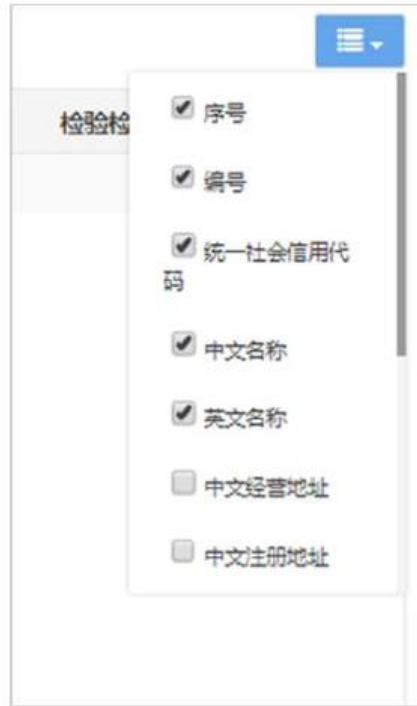 检验检
序号
编号
统一社会信用代
码
中文名称
英文名称
中文经营地址
中文注册地址